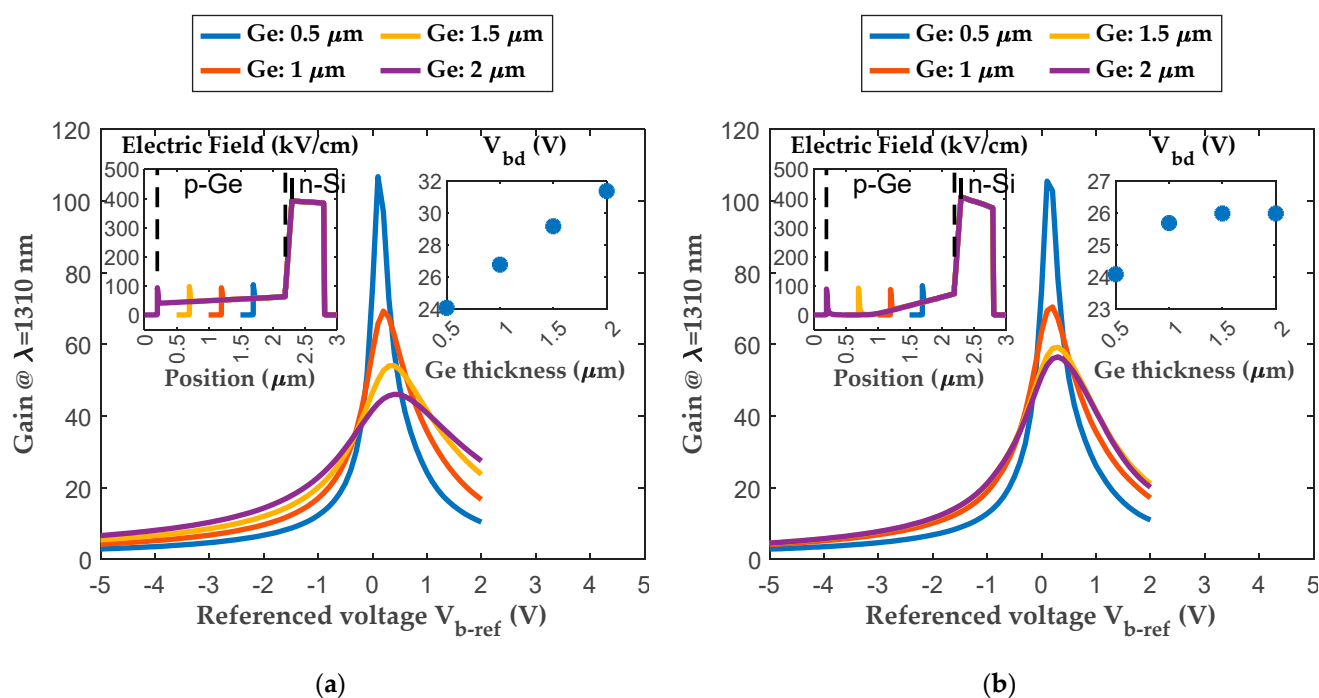 Ge: 0.5 μm Ge: 1.5 μm
Ge: 1 μm Ge: 2 μm
120
100
80
60
40
20
0
Gain @ λ=1310 nm
-5 -4 -3 -2 -1 0 1 2 3 4 5
Referenced voltage V_b-ref (V)
Electric Field (kV/cm)
500
400
300
200
100
0
p-Ge n-Si
0 0.5 1 1.5 2 2.5 3
Position (μm)
V_bd (V)
32
30
28
26
24
0.5 1 1.5 2
Ge thickness (μm)
(a)
Ge: 0.5 μm Ge: 1.5 μm
Ge: 1 μm Ge: 2 μm
120
100
80
60
40
20
0
Gain @ λ=1310 nm
-5 -4 -3 -2 -1 0 1 2 3 4 5
Referenced voltage V_b-ref (V)
Electric Field (kV/cm)
500
400
300
200
100
0
p-Ge n-Si
0 0.5 1 1.5 2 2.5 3
Position (μm)
V_bd (V)
27
26
25
24
23
0.5 1 1.5 2
Ge thickness (μm)
(b)